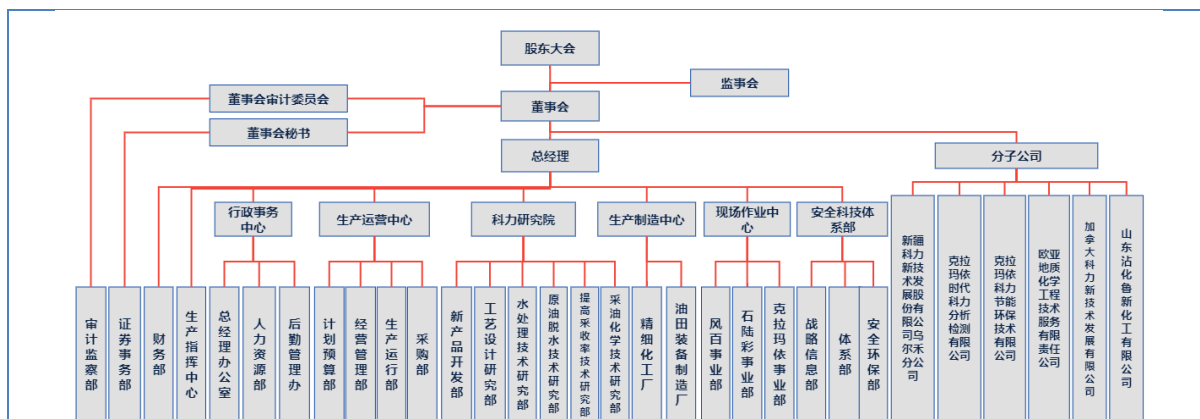 股东大会
监事会
董事会审计委员会
董事会
董事会秘书
总经理
分子公司
行政事务
中心
生产运营中心
科力研究院
生产制造中心
现场作业中
心
安全科技体
系部
审计监察部
证券事务部
财务部
生产指挥中心
总经理办公室
人力资源部
后勤管理办
计划预算部
经营管理部
生产运行部
采购部
新产品开发部
工艺设计研究部
水处理技术研究部
原油脱水技术研究部
提高采收率技术研究部
采油化学技术研究部
精细化工厂
油田装备制造厂
风百事业部
石陆彩事业部
克拉玛依事业部
战略信息部
体系部
安全环保部
新疆
科力
新技
术发
展股
份有
限公
司乌
尔禾
分公
司
克拉
玛依
时代
科力
分析
检测
有限
公司
克拉
玛依
科力
节能
环保
技术
有限
公司
欧亚
地质
化学
工程
技术
服务
有限
责任
公司
加拿大科力新技术发展有限公司
山东沾化鲁新化工有限公司